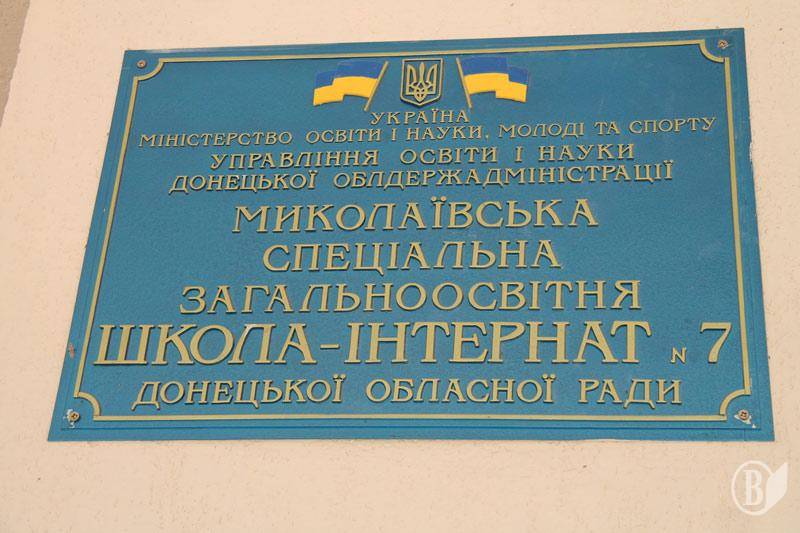 УКРАЇНА
МІНІСТЕРСТВО ОСВІТИ І НАУКИ, МОЛОДІ ТА СПОРТУ
УПРАВЛІННЯ ОСВІТИ І НАУКИ
ДОНЕЦЬКОЇ ОБЛДЕРЖАДМІНІСТРАЦІЇ
МИКОЛАЇВСЬКА
СПЕЦІАЛЬНА
ЗАГАЛЬНООСВІТНЯ
ШКОЛА-ІНТЕРНАТ N 7
ДОНЕЦЬКОЇ ОБЛАСНОЇ РАДИ
В